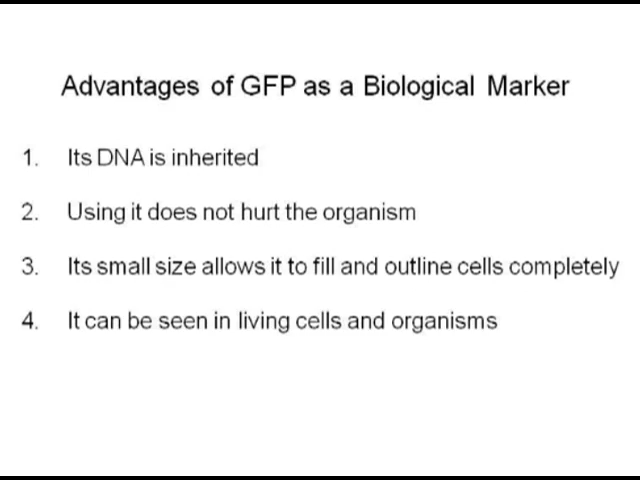 Advantages of GFP as a Biological Marker
1. Its DNA is inherited
2. Using it does not hurt the organism
3. Its small size allows it to fill and outline cells completely
4. It can be seen in living cells and organisms